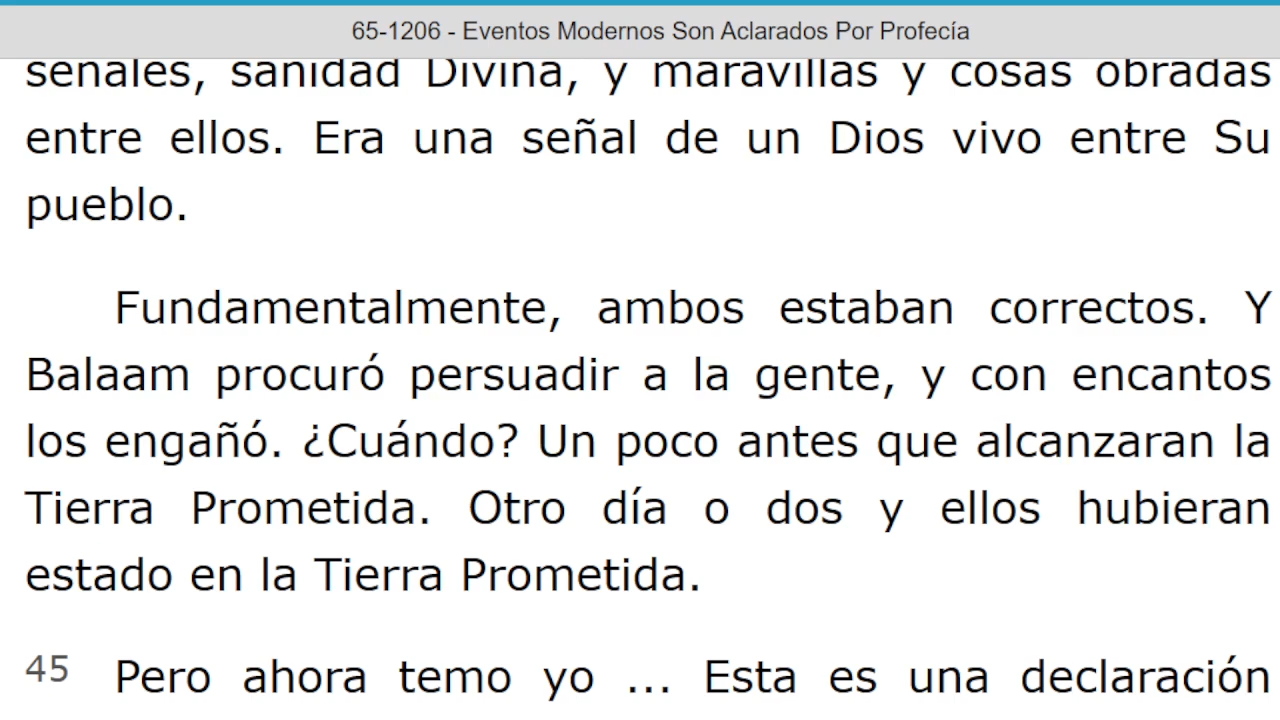 65-1206 - Eventos Modernos Son Aclarados Por Profecía
señales, sanidad Divina, y maravillas y cosas obradas
entre ellos. Era una señal de un Dios vivo entre Su
pueblo.
Fundamentalmente, ambos estaban correctos. Y
Balaam procuró persuadir a la gente, y con encantos
los engañó. ¿Cuándo? Un poco antes que alcanzaran la
Tierra Prometida. Otro día o dos y ellos hubieran
estado en la Tierra Prometida.
45 Pero ahora temo yo ... Esta es una declaración